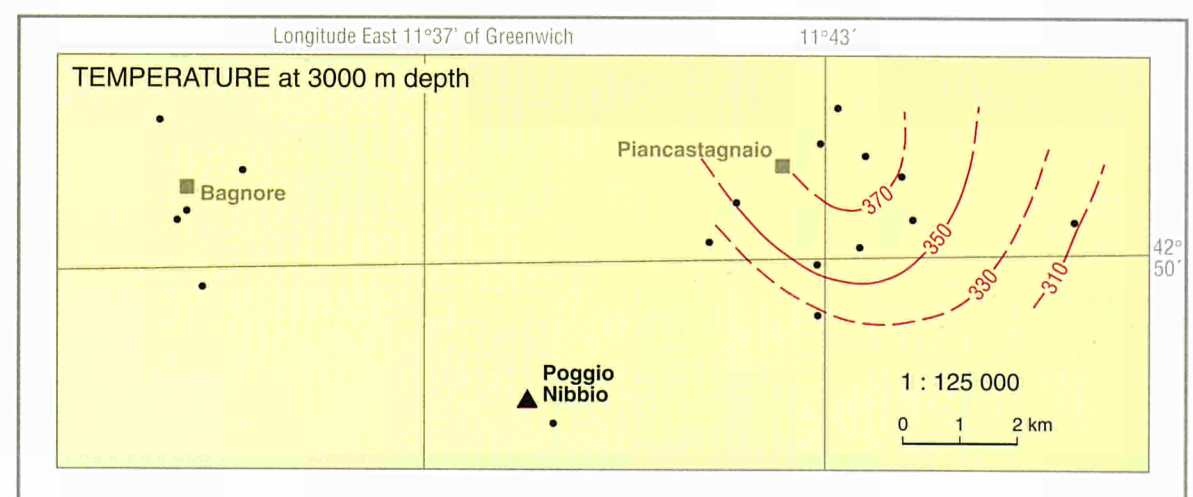 Longitude East 11°37' of Greenwich
11°43´
TEMPERATURE at 3000 m depth
Piancastagnaio
Bagnore
370
350
330
310
42°
50´
Poggio
Nibbio
1 : 125 000
0 1 2 km